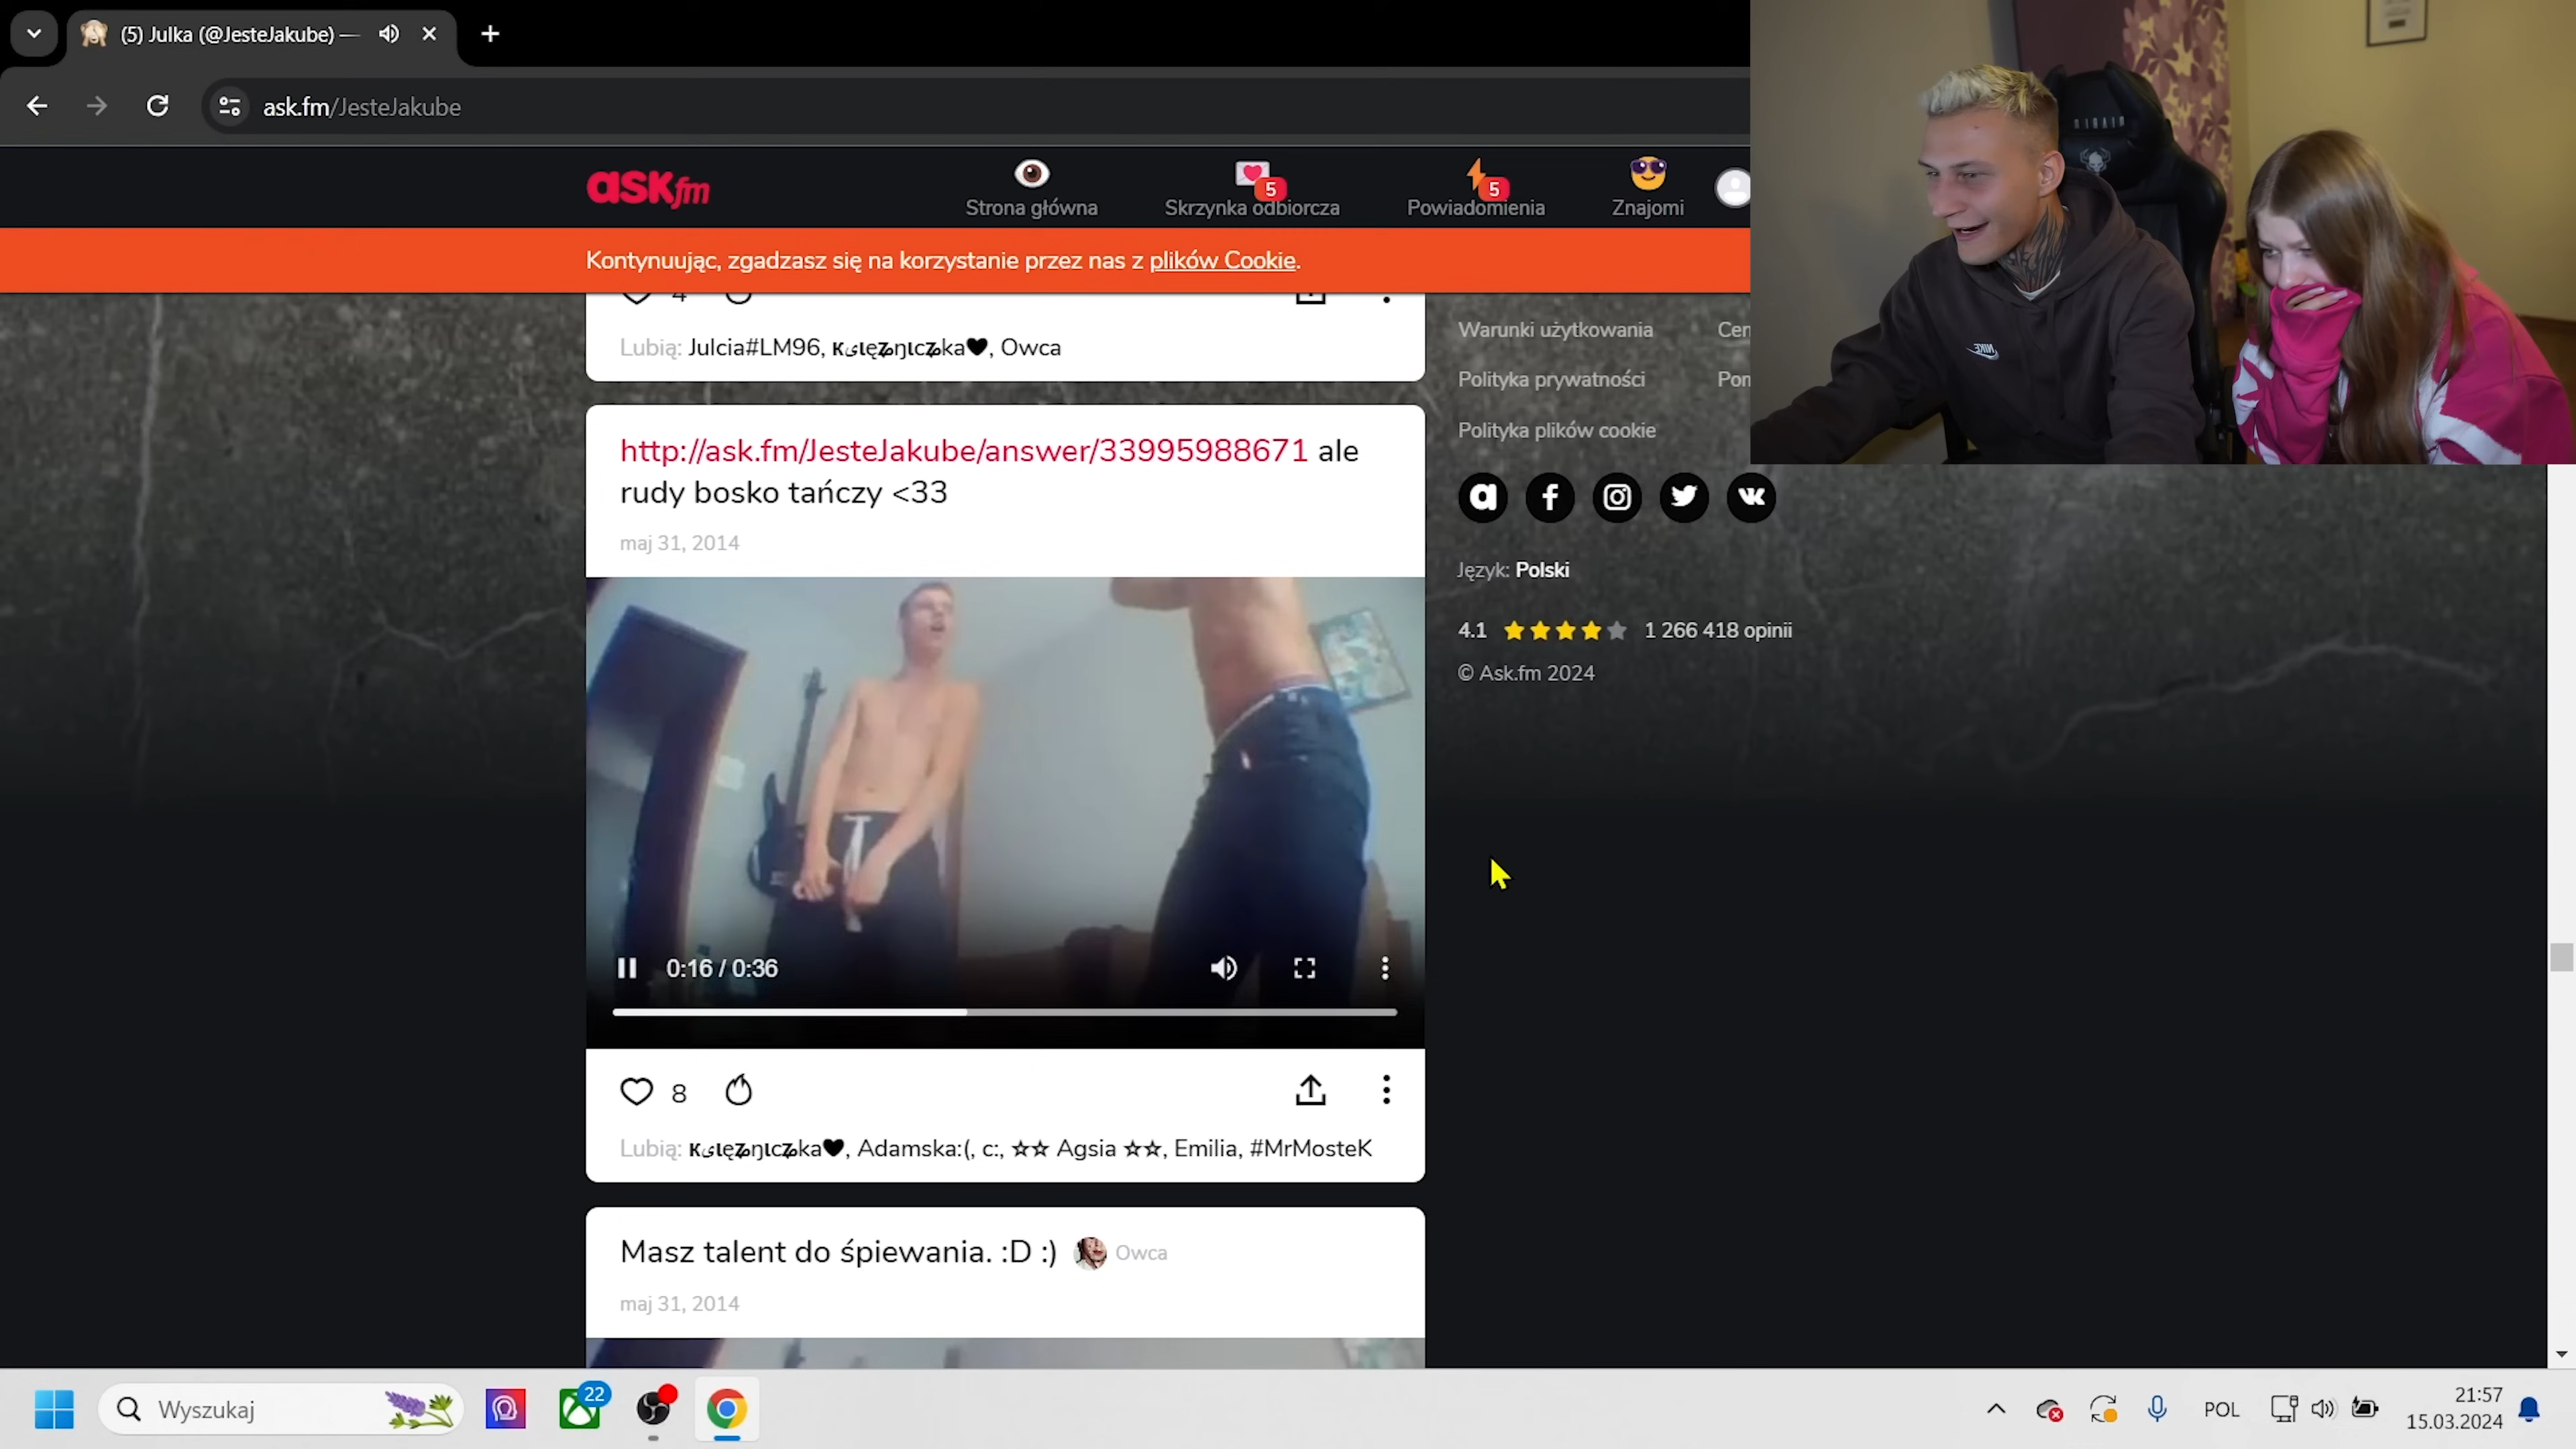 (5) Julka (@JesteJakube) —
ask.fm/JesteJakube
ASKfm
Strona główna
5
Skrzynka odbiorcza
5
Powiadomienia
Znajomi
Kontynuując, zgadzasz się na korzystanie przez nas z plików Cookie.
4
Lubią: Julcia#LM96, , Owca
http://ask.fm/JesteJakube/answer/33995988671 ale
rudy bosko tańczy <33
maj 31, 2014
0:16 / 0:36
8
Lubią: , Adamska:(, c:, ☆☆ Agsia ☆☆, Emilia, #MrMosteK
Masz talent do śpiewania. :D :) Owca
maj 31, 2014
Warunki użytkowania
Polityka prywatności
Polityka plików cookie
Język: Polski
4.1 1 266 418 opinii
© Ask.fm 2024
DIABLO
NIKE
Wyszukaj
22
POL
21:57
15.03.2024